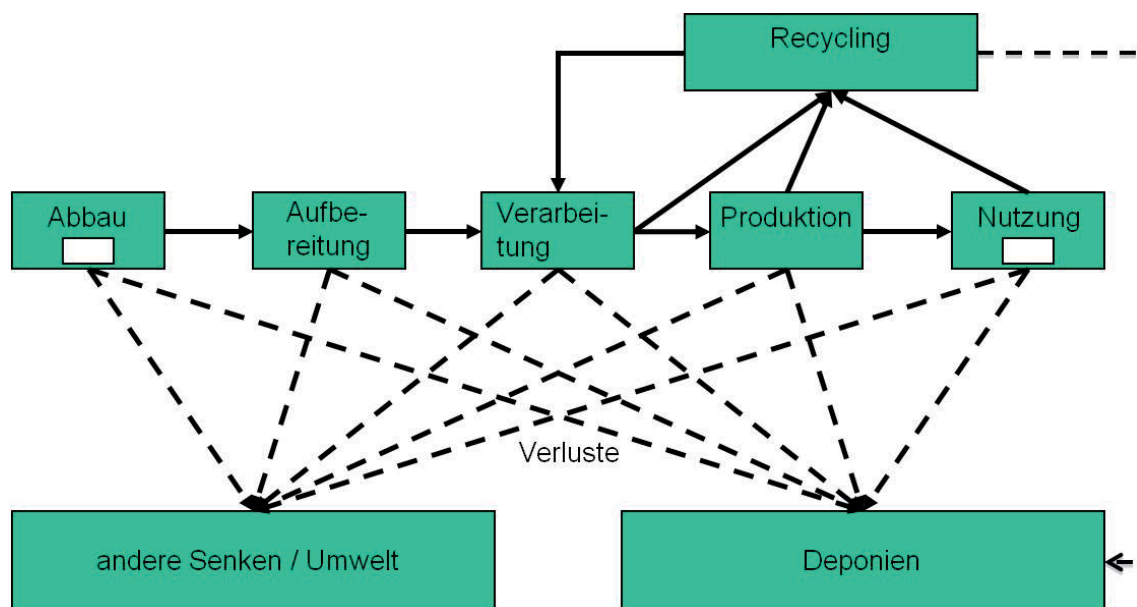 Recycling
Abbau
Aufbe-
reitung
Verarbei-
tung
Produktion
Nutzung
Verluste
andere Senken / Umwelt
Deponien